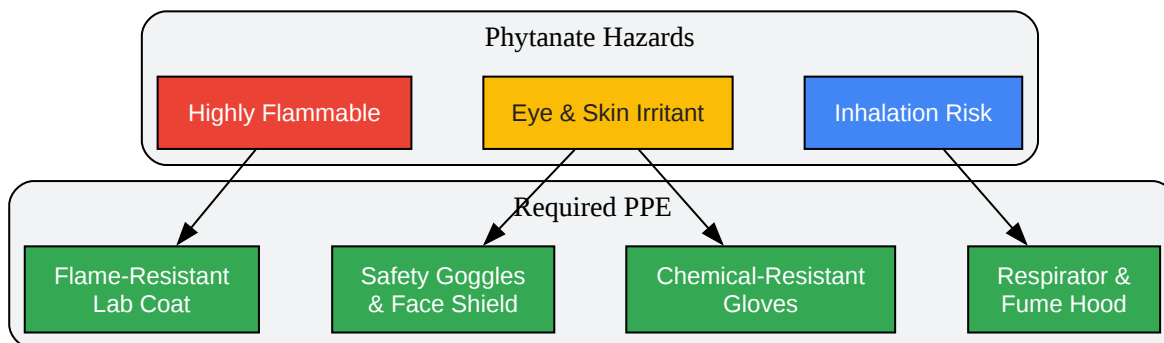 Phytanate Hazards
Highly Flammable
Eye & Skin Irritant
Inhalation Risk
Required PPE
Flame-Resistant
Lab Coat
Safety Goggles
& Face Shield
Chemical-Resistant
Gloves
Respirator &
Fume Hood